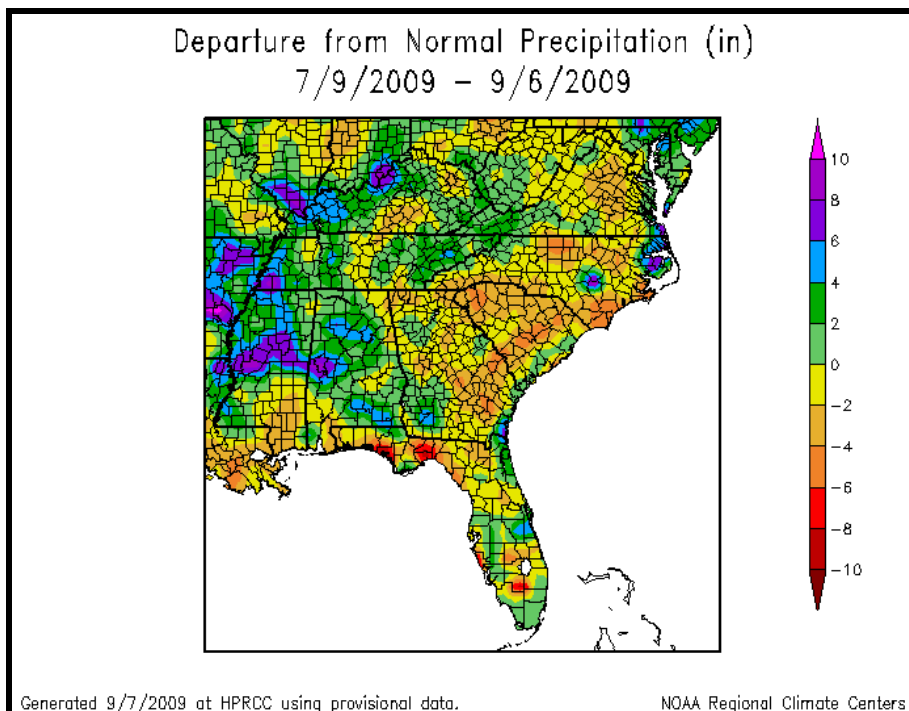 Departure from Normal Precipitation (in)
7/9/2009 – 9/6/2009
10
8
6
4
2
0
−2
−4
−6
−8
−10
Generated 9/7/2009 at HPRCC using provisional data.
NOAA Regional Climate Centers